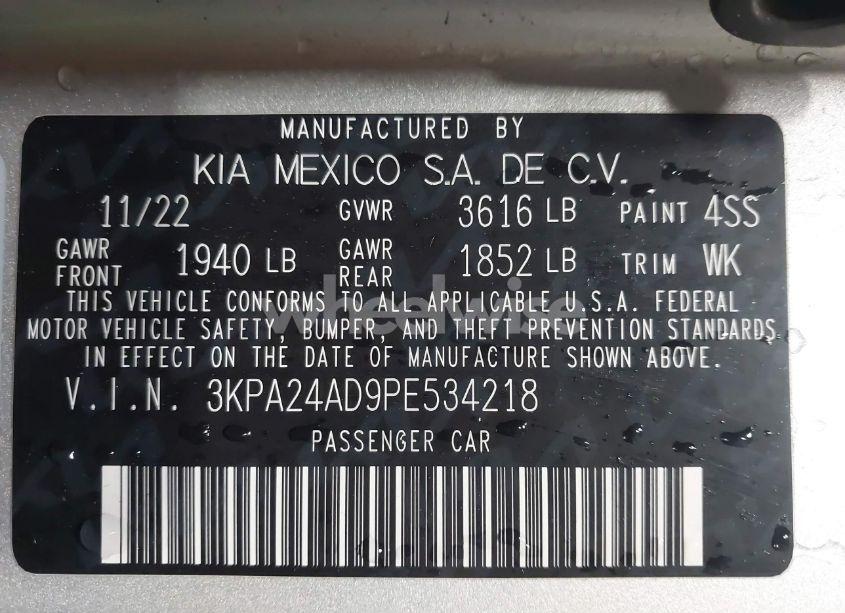 MANUFACTURED BY
KIA MEXICO S.A. DE C.V.
11/22 GVWR 3616 LB PAINT 4SS
GAWR FRONT 1940 LB GAWR REAR 1852 LB TRIM WK
THIS VEHICLE CONFORMS TO ALL APPLICABLE U.S.A. FEDERAL
MOTOR VEHICLE SAFETY, BUMPER, AND THEFT PREVENTION STANDARDS
IN EFFECT ON THE DATE OF MANUFACTURE SHOWN ABOVE.
V.I.N. 3KPA24AD9PE534218
PASSENGER CAR
wheelwise